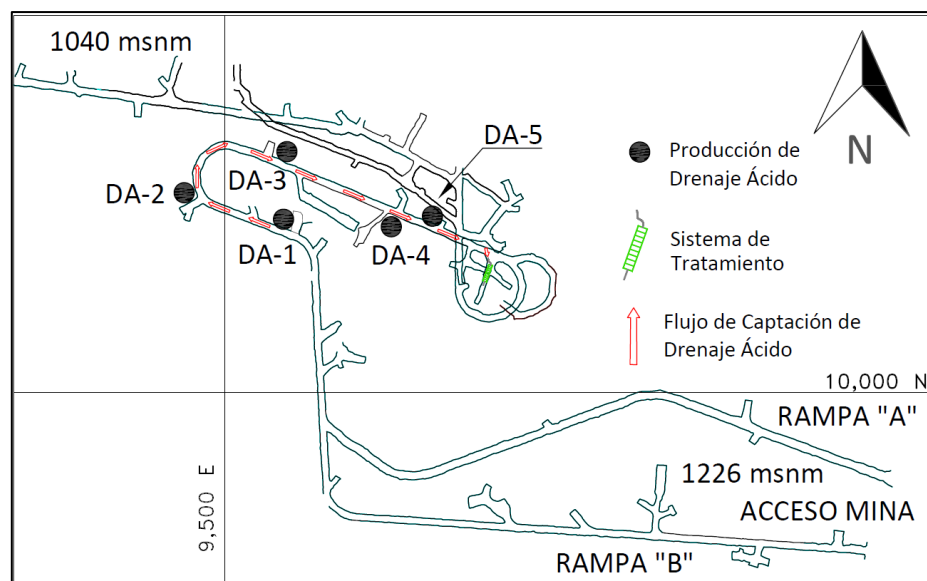 1040 msnm
DA-5
N
Producción de
Drenaje Ácido
DA-3
DA-2
DA-1
DA-4
Sistema de
Tratamiento
Flujo de Captación de
Drenaje Ácido
10,000 N
RAMPA "A"
1226 msnm
9,500 E
ACCESO MINA
RAMPA "B"